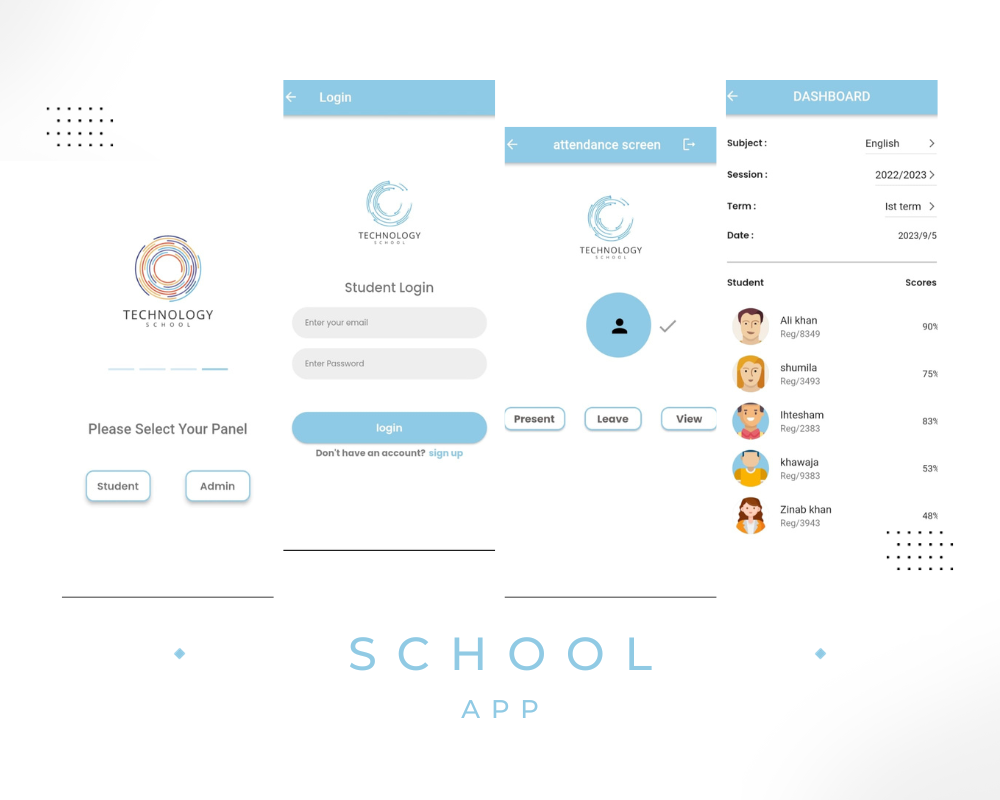 TECHNOLOGY
SCHOOL
Please Select Your Panel
Student
Admin
Login
TECHNOLOGY
SCHOOL
Student Login
Enter your email
Enter Password
login
Don't have an account? sign up
attendance screen
TECHNOLOGY
SCHOOL
Present
Leave
View
DASHBOARD
Subject : English
Session : 2022/2023
Term : Ist term
Date : 2023/9/5
Student Scores
Ali khan
Reg/8349
90%
shumila
Reg/3493
75%
Ihtesham
Reg/2383
83%
khawaja
Reg/9383
53%
Zinab khan
Reg/3943
48%
SCHOOL
APP